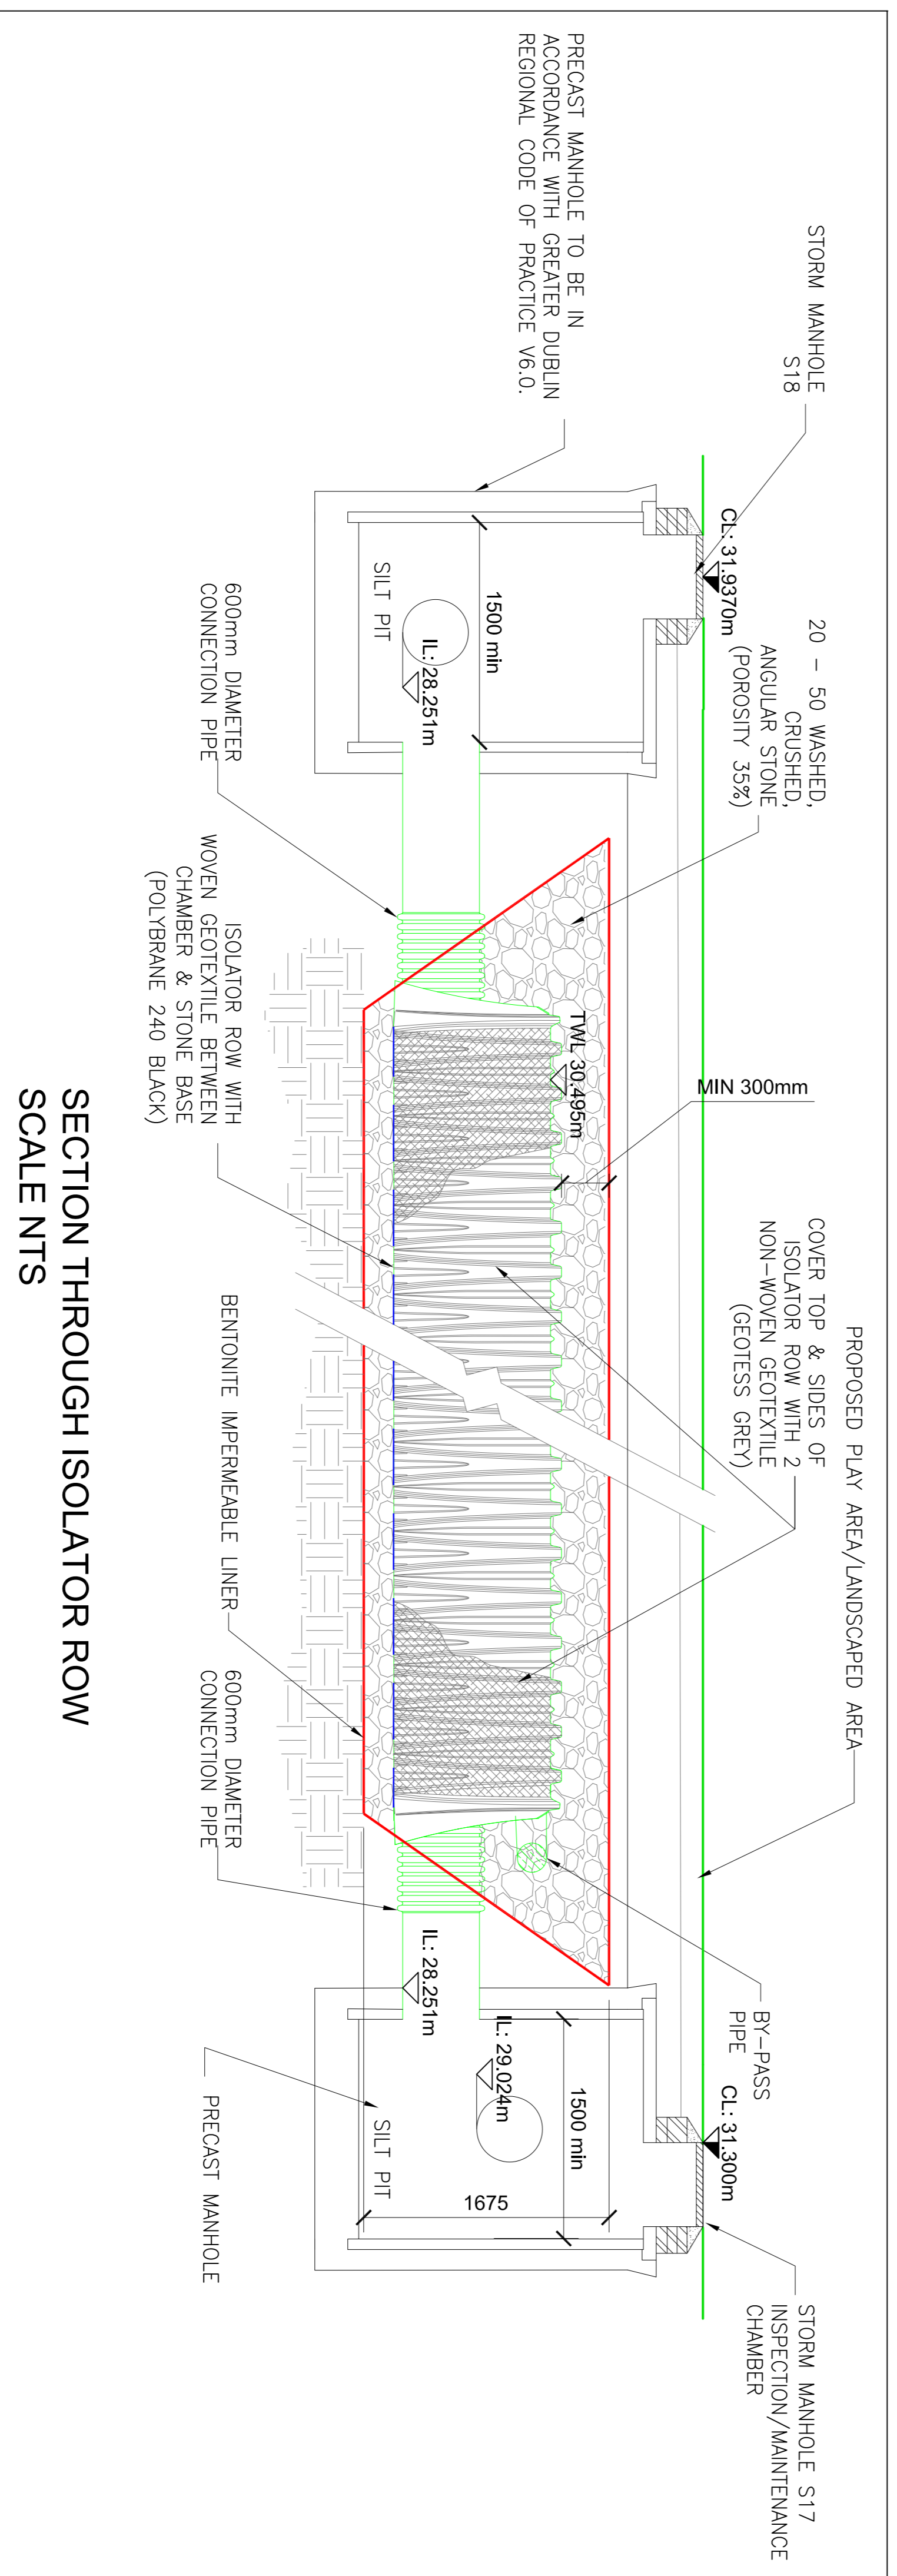 STORM MANHOLE
S18
CL: 31.9370m
20 - 50 WASHED,
CRUSHED,
ANGULAR STONE
(POROSITY 35%)
MIN 300mm
TWL 30.495m
COVER TOP & SIDES OF
ISOLATOR ROW WITH 2
NON-WOVEN GEOTEXTILE
(GEOTESS GREY)
PROPOSED PLAY AREA/LANDSCAPED AREA
BY-PASS
PIPE
CL: 31.300m
STORM MANHOLE S17
INSPECTION/MAINTENANCE
CHAMBER
PRECAST MANHOLE TO BE IN
ACCORDANCE WITH GREATER DUBLIN
REGIONAL CODE OF PRACTICE V6.0.
1500 min
IL: 28.251m
SILT PIT
600mm DIAMETER
CONNECTION PIPE
ISOLATOR ROW WITH
WOVEN GEOTEXTILE BETWEEN
CHAMBER & STONE BASE
(POLYBRANE 240 BLACK)
BENTONITE IMPERMEABLE LINER
600mm DIAMETER
CONNECTION PIPE
IL: 28.251m
IL: 29.024m
1500 min
1675
SILT PIT
PRECAST MANHOLE
SECTION THROUGH ISOLATOR ROW
SCALE NTS